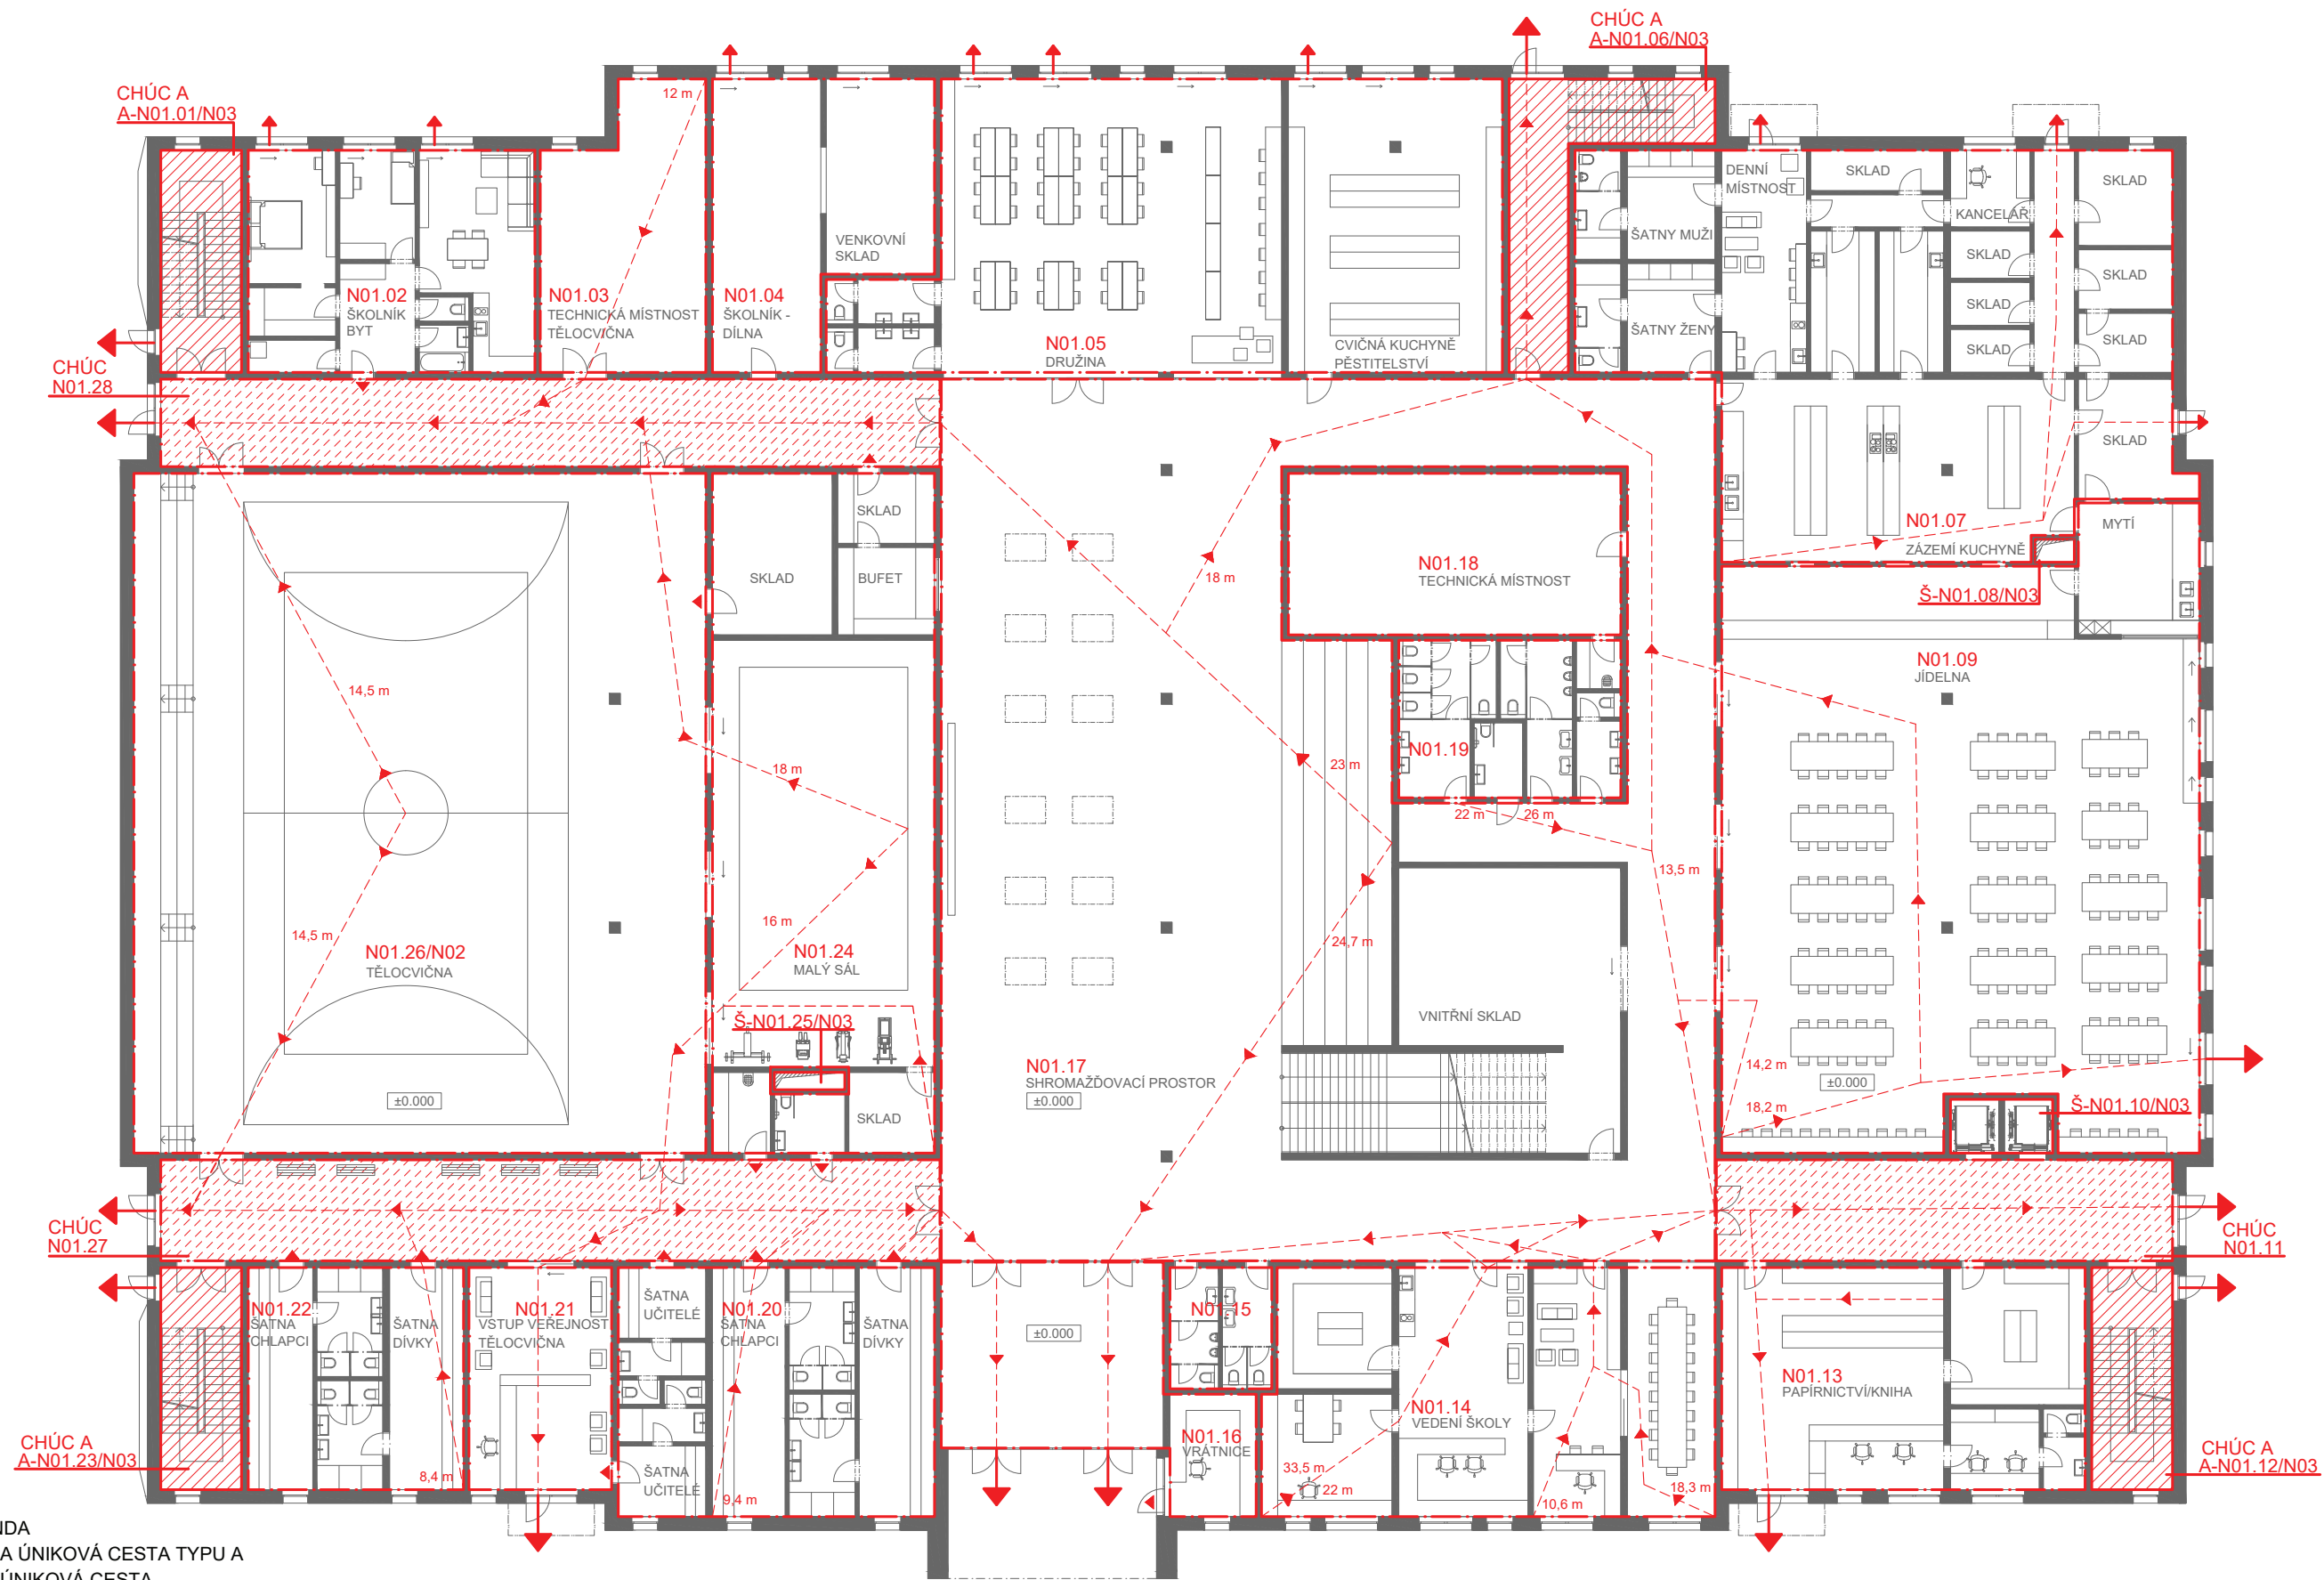 CHÚC A
A-N01.06/N03
CHÚC A
A-N01.01/N03
12 m
DENNÍ
MÍSTNOST
SKLAD
SKLAD
KANCELÁŘ
ŠATNY MUŽI
VENKOVNÍ
SKLAD
SKLAD
SKLAD
SKLAD
SKLAD
SKLAD
N01.02
ŠKOLNÍK
BYT
N01.03
TECHNICKÁ MÍSTNOST
TĚLOCVIČNA
N01.04
ŠKOLNÍK -
DÍLNA
N01.05
DRUŽINA
CVIČNÁ KUCHYNĚ
PĚSTITELSTVÍ
ŠATNY ŽENY
CHÚC
N01.28
SKLAD
SKLAD
SKLAD
BUFET
N01.07
ZÁZEMÍ KUCHYNĚ
MYTÍ
N01.18
TECHNICKÁ MÍSTNOST
18 m
Š-N01.08/N03
N01.09
JÍDELNA
14,5 m
N01.19
18 m
23 m
22 m
26 m
13,5 m
16 m
14,5 m
24,7 m
N01.26/N02
TĚLOCVIČNA
N01.24
MALÝ SÁL
Š-N01.25/N03
VNITŘNÍ SKLAD
N01.17
SHROMAŽĎOVACÍ PROSTOR
±0.000
±0.000
SKLAD
14,2 m
±0.000
18,2 m
Š-N01.10/N03
CHÚC
N01.27
CHÚC
N01.11
N01.22
ŠATNA
CHLAPCI
ŠATNA
DÍVKY
N01.21
VSTUP VEŘEJNOST
TĚLOCVIČNA
ŠATNA
UČITELÉ
N01.20
ŠATNA
CHLAPCI
ŠATNA
DÍVKY
±0.000
N01.15
N01.13
PAPÍRNICTVÍ/KNIHA
N01.14
VEDENÍ ŠKOLY
N01.16
VRÁTNICE
CHÚC A
A-N01.23/N03
8,4 m
ŠATNA
UČITELÉ
9,4 m
33,5 m
22 m
10,6 m
18,3 m
CHÚC A
A-N01.12/N03
NDA
A ÚNIKOVÁ CESTA TYPU A
ÚNIKOVÁ CESTA